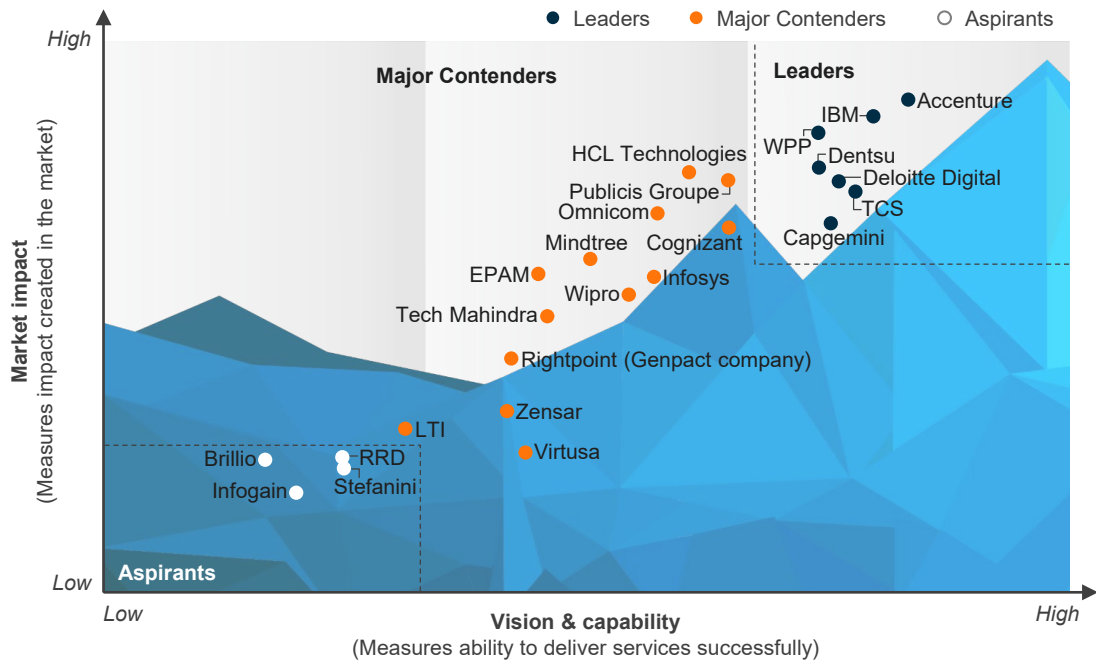 Leaders
Major Contenders
Aspirants
High
Major Contenders
Leaders
Accenture
IBM
WPP
HCL Technologies
Dentsu
Publicis Groupe
Deloitte Digital
Omnicom
TCS
Mindtree
Cognizant
Capgemini
EPAM
Infosys
Wipro
Tech Mahindra
Rightpoint (Genpact company)
Zensar
LTI
Virtusa
Brillio
RRD
Infogain
Stefanini
Aspirants
Market impact
(Measures impact created in the market)
Low
Low
High
Vision & capability
(Measures ability to deliver services successfully)